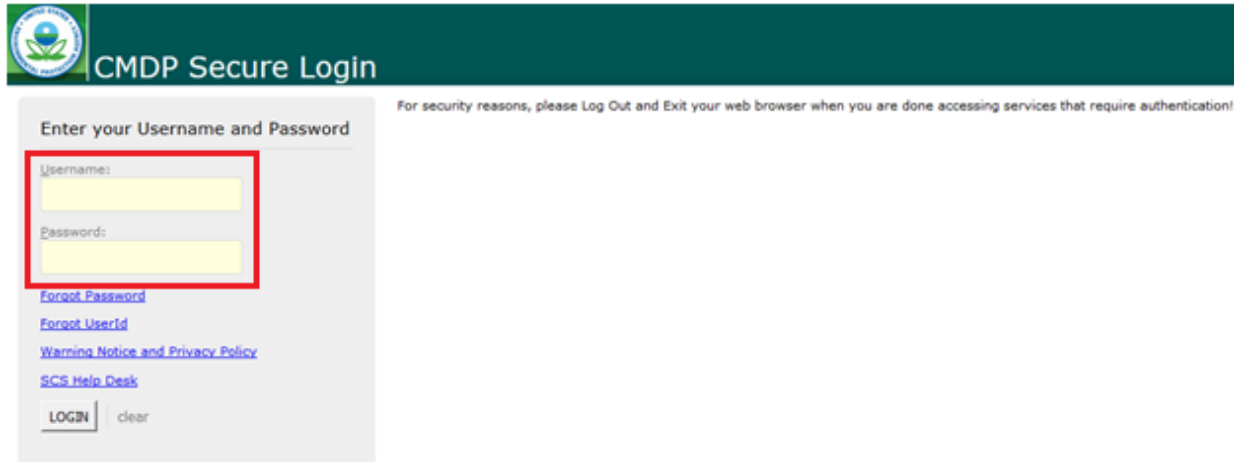 CMDP Secure Login
For security reasons, please Log Out and Exit your web browser when you are done accessing services that require authentication!
Enter your Username and Password
Username:
Password:
Forgot Password
Forgot UserId
Warning Notice and Privacy Policy
SCS Help Desk
LOGIN clear